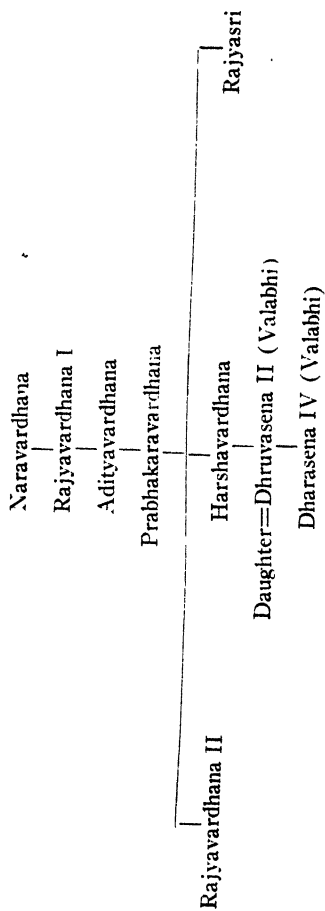 Naravardhana
Rajyavardhana I
Adityavardhana
Prabhakaravardhana
Rajyavardhana II Harshavardhana Rajyasri
Daughter=Dhruvasena II (Valabhi)
Dharasena IV (Valabhi)